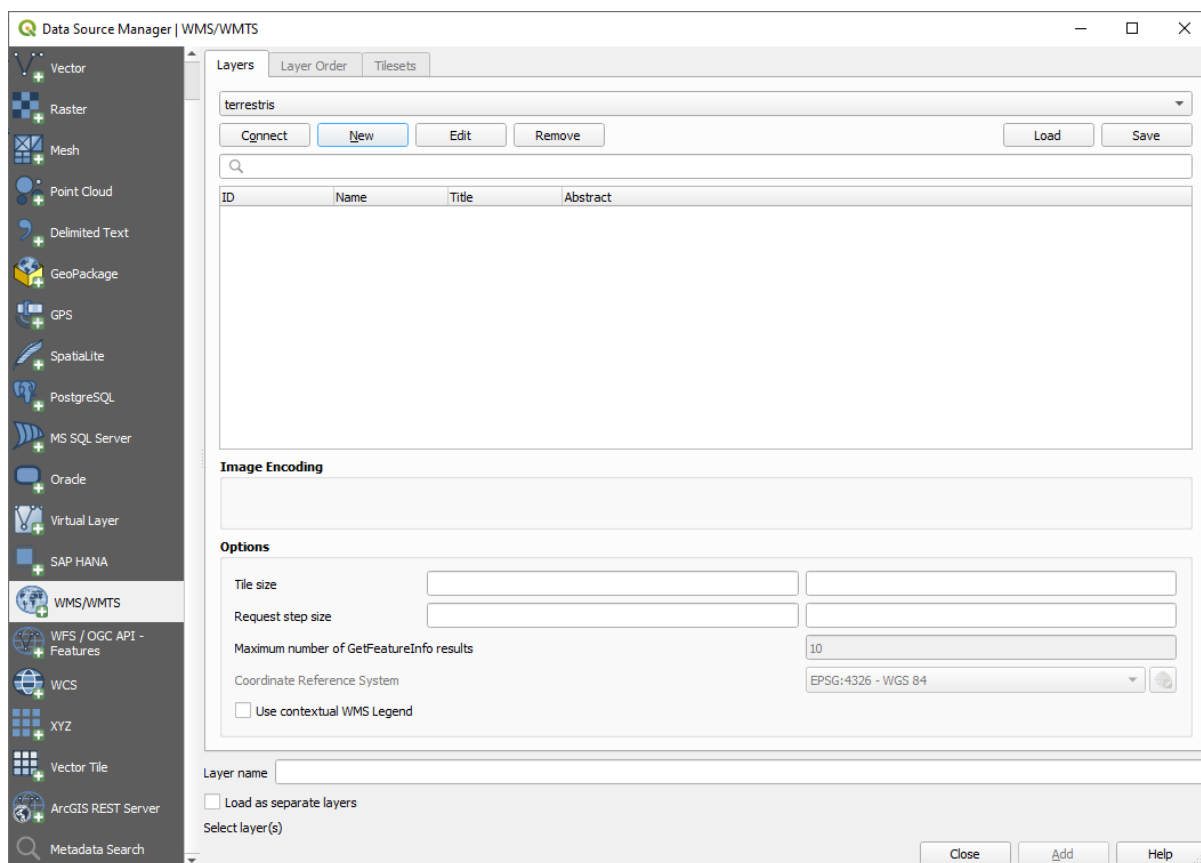 Data Source Manager | WMS/WMTS
Vector
Raster
Mesh
Point Cloud
Delimited Text
GeoPackage
GPS
SpatiaLite
PostgreSQL
MS SQL Server
Oracle
Virtual Layer
SAP HANA
WMS/WMTS
WFS / OGC API -
Features
WCS
XYZ
Vector Tile
ArcGIS REST Server
Metadata Search
Layers Layer Order Tilesets
terrestris
Connect New Edit Remove Load Save
ID Name Title Abstract
Image Encoding
Options
Tile size
Request step size
Maximum number of GetFeatureInfo results 10
Coordinate Reference System EPSG:4326 - WGS 84
Use contextual WMS Legend
Layer name
Load as separate layers
Select layer(s)
Close Add Help